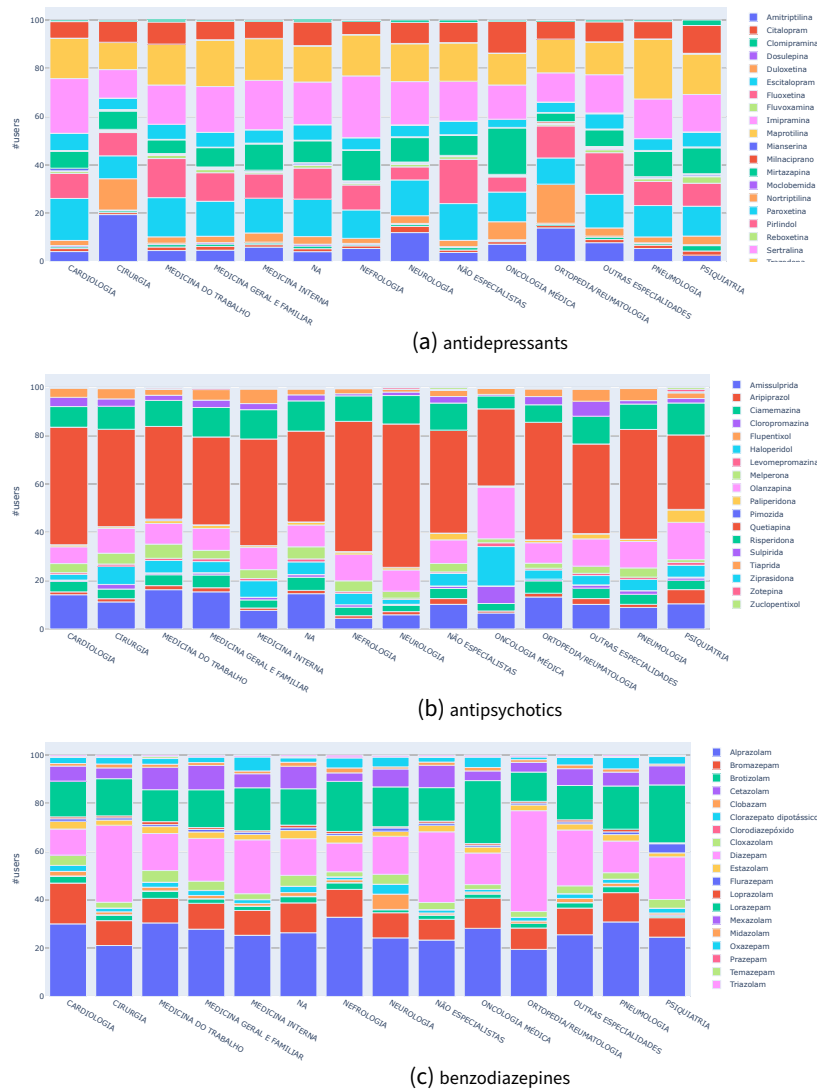 100
80
60
40
20
0
#users
CARDIOLOGIA
CIRURGIA
MEDICINA DO TRABALHO
MEDICINA GERAL E FAMILIAR
MEDICINA INTERNA
NA
NEFROLOGIA
NEUROLOGIA
NÃO ESPECIALISTAS
ONCOLOGIA MÉDICA
ORTOPEDIA/REUMATOLOGIA
OUTRAS ESPECIALIDADES
PNEUMOLOGIA
PSIQUIATRIA
Amitriptilina
Citalopram
Clomipramina
Dosulepina
Duloxetina
Escitalopram
Fluoxetina
Fluvoxamina
Imipramina
Maprotilina
Mianserina
Milnaciprano
Mirtazapina
Moclobemida
Nortriptilina
Paroxetina
Pirlindol
Reboxetina
Sertralina
(a) antidepressants
100
80
60
40
20
0
#users
CARDIOLOGIA
CIRURGIA
MEDICINA DO TRABALHO
MEDICINA GERAL E FAMILIAR
MEDICINA INTERNA
NA
NEFROLOGIA
NEUROLOGIA
NÃO ESPECIALISTAS
ONCOLOGIA MÉDICA
ORTOPEDIA/REUMATOLOGIA
OUTRAS ESPECIALIDADES
PNEUMOLOGIA
PSIQUIATRIA
Amissulprida
Aripiprazol
Ciamemazina
Cloropromazina
Flupentixol
Haloperidol
Levomepromazina
Melperona
Olanzapina
Paliperidona
Pimozida
Quetiapina
Risperidona
Sulpirida
Tiaprida
Ziprasidona
Zotepina
Zuclopentixol
(b) antipsychotics
100
80
60
40
20
0
#users
CARDIOLOGIA
CIRURGIA
MEDICINA DO TRABALHO
MEDICINA GERAL E FAMILIAR
MEDICINA INTERNA
NA
NEFROLOGIA
NEUROLOGIA
NÃO ESPECIALISTAS
ONCOLOGIA MÉDICA
ORTOPEDIA/REUMATOLOGIA
OUTRAS ESPECIALIDADES
PNEUMOLOGIA
PSIQUIATRIA
Alprazolam
Bromazepam
Brotizolam
Cetazolam
Clobazam
Clorazepato dipotássico
Clorodiazepóxido
Cloxazolam
Diazepam
Estazolam
Flurazepam
Loprazolam
Lorazepam
Mexazolam
Midazolam
Oxazepam
Prazepam
Temazepam
Triazolam
(c) benzodiazepines